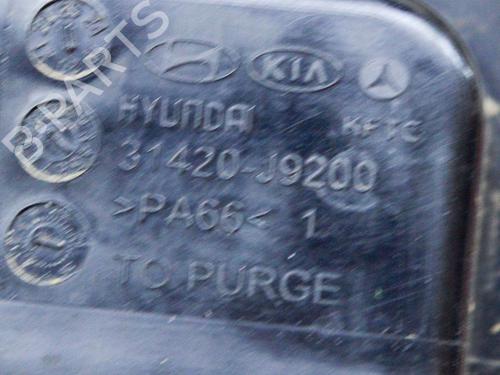 KIA
HYUNDAI KFTC
31420-J9200
>PA66< 1
TO PURGE
B-PARTS